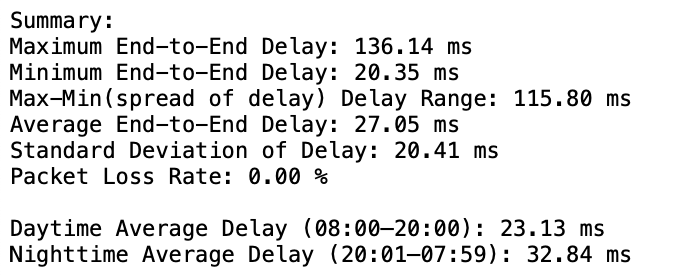 Summary:
Maximum End-to-End Delay: 136.14 ms
Minimum End-to-End Delay: 20.35 ms
Max-Min(spread of delay) Delay Range: 115.80 ms
Average End-to-End Delay: 27.05 ms
Standard Deviation of Delay: 20.41 ms
Packet Loss Rate: 0.00 %
Daytime Average Delay (08:00–20:00): 23.13 ms
Nighttime Average Delay (20:01–07:59): 32.84 ms